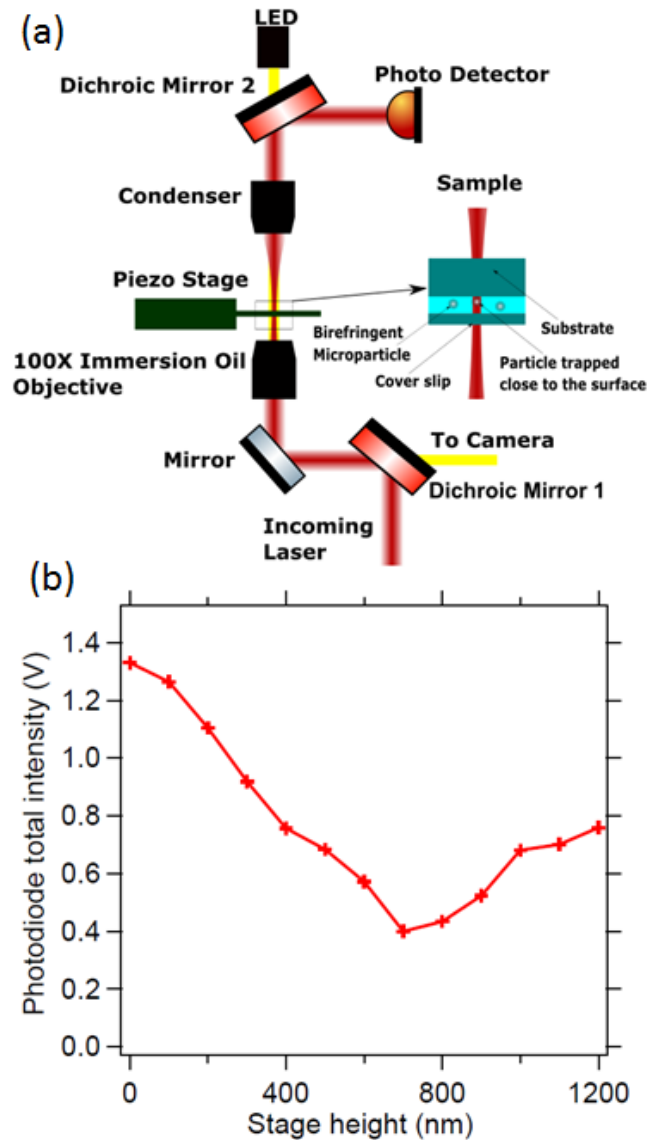 (a)
LED
Dichroic Mirror 2
Photo Detector
Condenser
Sample
Piezo Stage
Birefringent
Microparticle
Substrate
Cover slip
Particle trapped
close to the surface
100X Immersion Oil
Objective
Mirror
To Camera
Dichroic Mirror 1
Incoming
Laser
(b)
Photodiode total intensity (V)
1.4
1.2
1.0
0.8
0.6
0.4
0.2
0.0
0 400 800 1200
Stage height (nm)